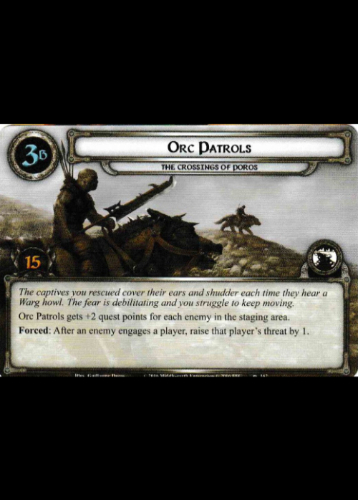 3B
ORC PATROLS
THE CROSSINGS OF POROS
15
The captives you rescued cover their ears and shudder each time they hear a
Warg howl. The fear is debilitating and you struggle to keep moving.
Orc Patrols gets +2 quest points for each enemy in the staging area.
Forced: After an enemy engages a player, raise that player's threat by 1.